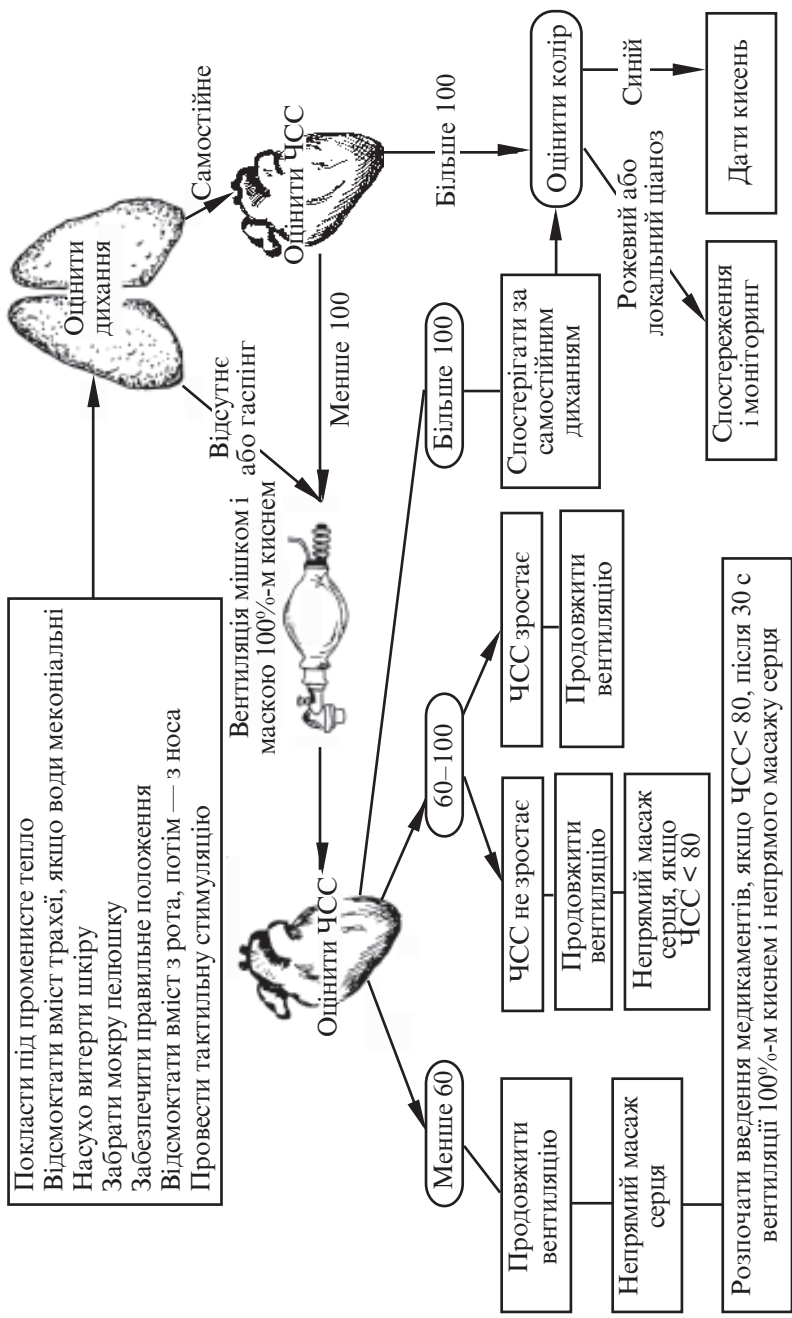 Покласти під променисте тепло
Відсмоктати вміст трахеї, якщо води меконіальні
Насухо витерти шкіру
Забрати мокру пелюшку
Забезпечити правильне положення
Відсмоктати вміст з рота, потім — з носа
Провести тактильну стимуляцію
Оцінити
дихання
Відсутнє
або гаспінг
Самостійне
Вентиляція мішком і
маскою 100%-м киснем
Менше 100
Оцінити ЧСС
Оцінити ЧСС
Більше 100
Менше 60
60–100
Більше 100
Оцінити колір
Продовжити
вентиляцію
Непрямий масаж
серця
ЧСС не зростає
Продовжити
вентиляцію
Непрямий масаж
серця, якщо
ЧСС < 80
ЧСС зростає
Продовжити
вентиляцію
Спостерігати за
самостійним
диханням
Рожевий або
локальний ціаноз
Синій
Спостереження
і моніторинг
Дати кисень
Розпочати введення медикаментів, якщо ЧСС< 80, після 30 с
вентиляції 100%-м киснем і непрямого масажу серця